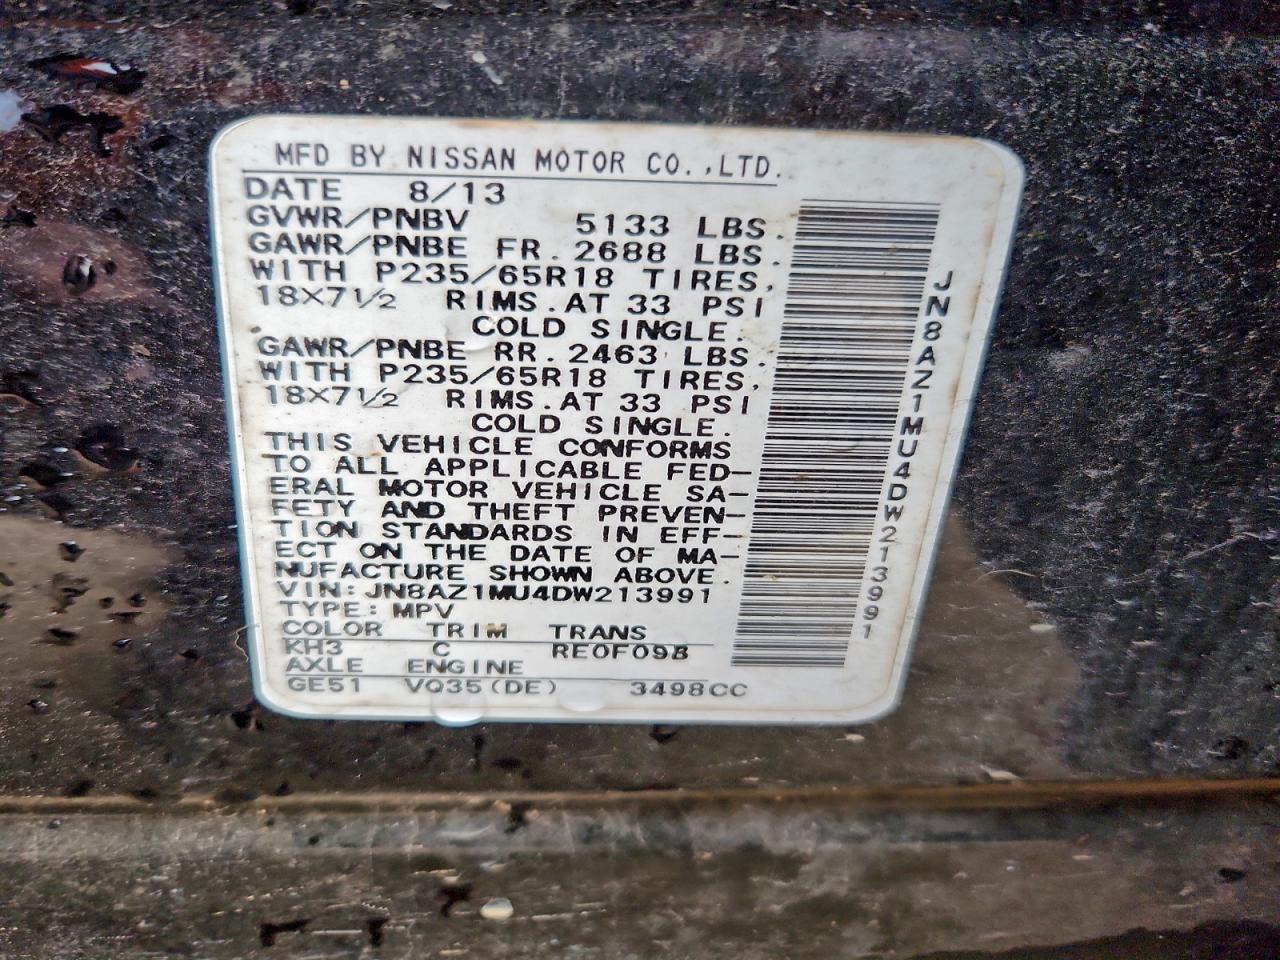 MFD BY NISSAN MOTOR CO.,LTD.
DATE 8/13
GVWR/PNBV 5133 LBS.
GAWR/PNBE FR. 2688 LBS.
WITH P235/65R18 TIRES,
18X7½ RIMS.AT 33 PSI
COLD SINGLE.
GAWR/PNBE RR. 2463 LBS.
WITH P235/65R18 TIRES,
18X7½ RIMS.AT 33 PSI
COLD SINGLE.
THIS VEHICLE CONFORMS
TO ALL APPLICABLE FED-
ERAL MOTOR VEHICLE SA-
FETY AND THEFT PREVEN-
TION STANDARDS IN EFF-
ECT ON THE DATE OF MA-
NUFACTURE SHOWN ABOVE.
VIN: JN8AZ1MU4DW213991
TYPE: MPV
COLOR TRIM TRANS
KH3 C RE0F09B
AXLE ENGINE
GE51 VQ35(DE) 3498CC
JN8AZ1MU4DW213991